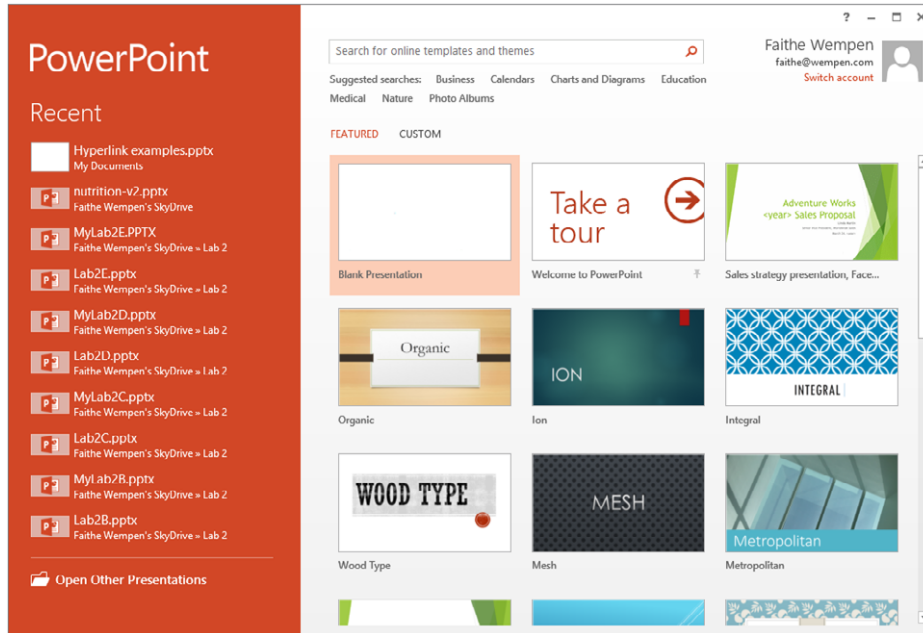 ?
PowerPoint
Recent
Hyperlink examples.pptx
My Documents
nutrition-v2.pptx
Faithe Wempen's SkyDrive
MyLab2E.PPTX
Faithe Wempen's SkyDrive » Lab 2
Lab2E.pptx
Faithe Wempen's SkyDrive » Lab 2
MyLab2D.pptx
Faithe Wempen's SkyDrive » Lab 2
Lab2D.pptx
Faithe Wempen's SkyDrive » Lab 2
MyLab2C.pptx
Faithe Wempen's SkyDrive » Lab 2
Lab2C.pptx
Faithe Wempen's SkyDrive » Lab 2
MyLab2B.pptx
Faithe Wempen's SkyDrive » Lab 2
Lab2B.pptx
Faithe Wempen's SkyDrive » Lab 2
Open Other Presentations
Search for online templates and themes
Faithe Wempen
faithe@wempen.com
Switch account
Suggested searches: Business Calendars Charts and Diagrams Education
Medical Nature Photo Albums
FEATURED CUSTOM
Take a
tour
Adventure Works
<year> Sales Proposal
Blank Presentation
Welcome to PowerPoint
Sales strategy presentation, Face...
Organic
ION
INTEGRAL
Organic
Ion
Integral
WOOD TYPE
MESH
Metropolitan
Wood Type
Mesh
Metropolitan